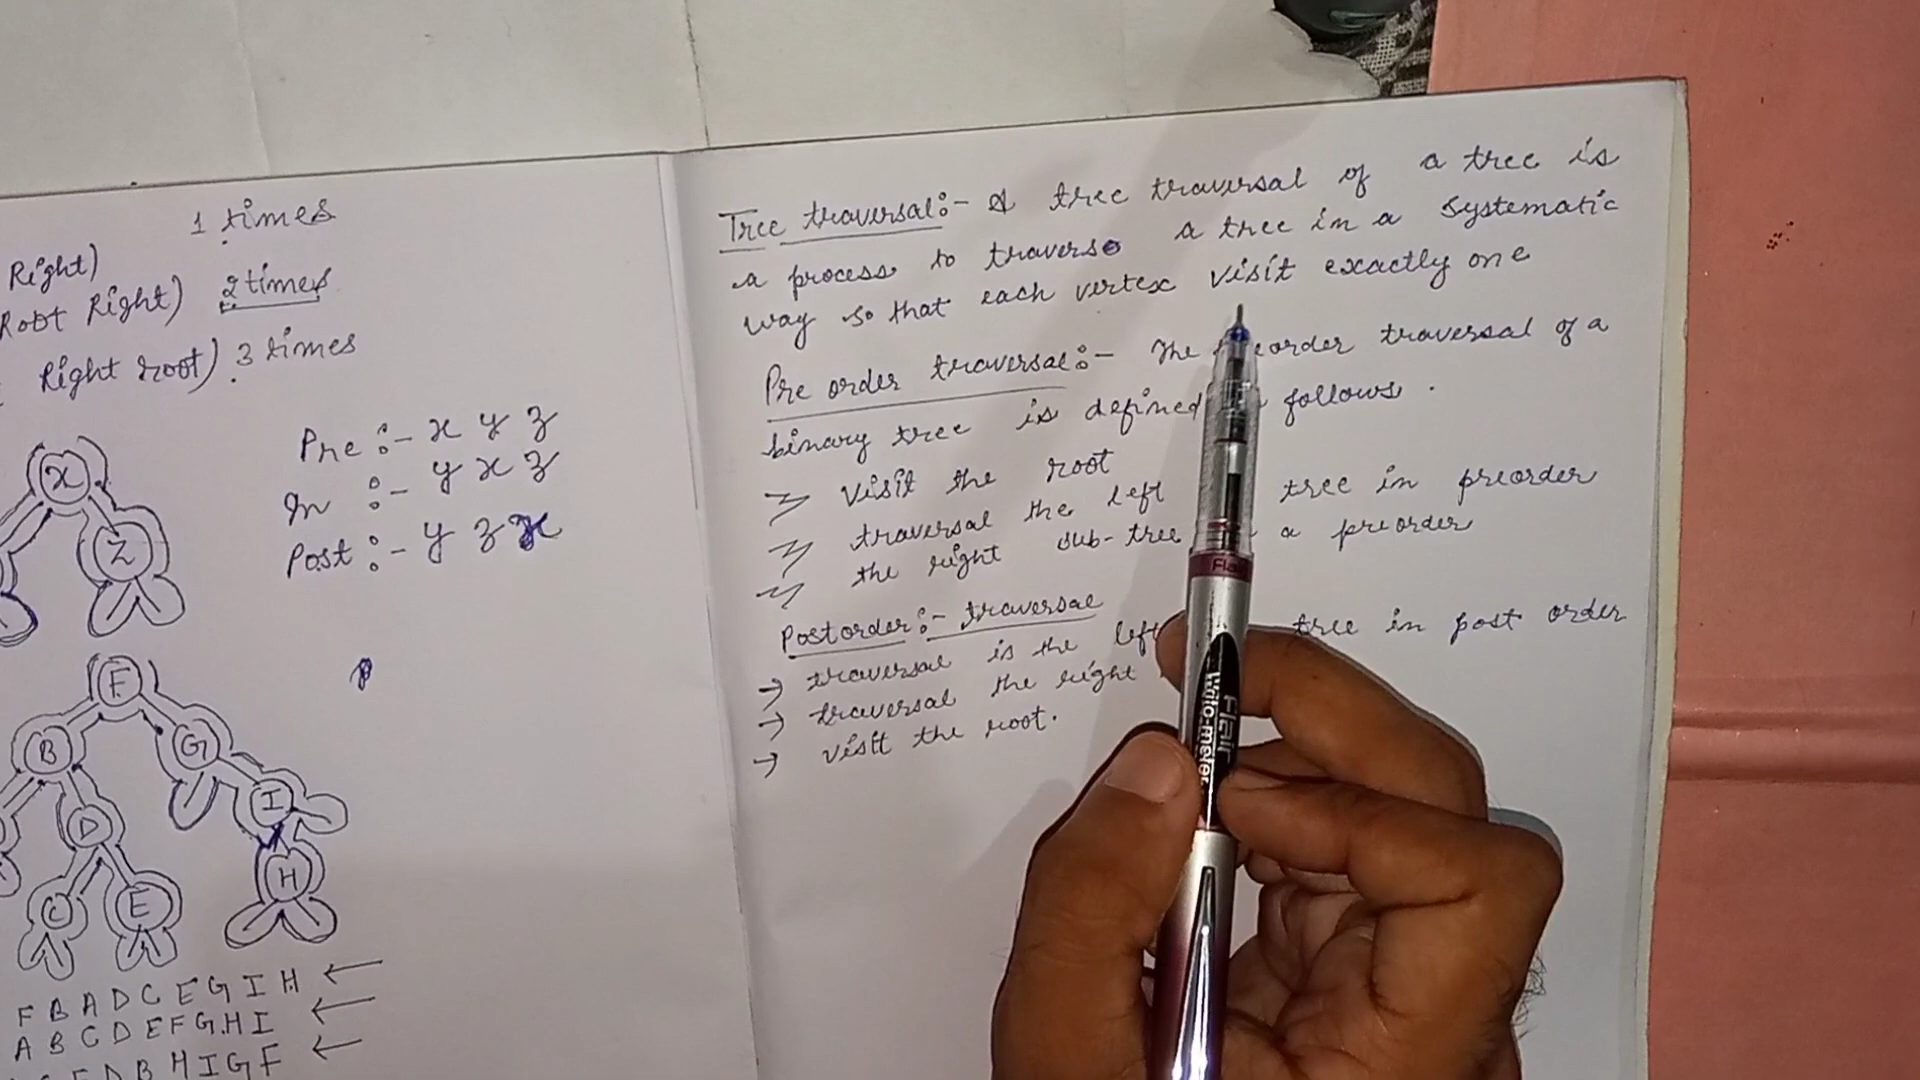 1 times
Right)
Root Right) 2 times
Right root) 3 times
X
Z
Pre :- x y z
In :- y x z
Post :- y z x
F
B
G
D
I
C
E
H
F B A D C E G I H ←
A B C D E F G.H I ←
E D B H I G F ←
Tree traversal :- A tree traversal of a tree is
a process to traverse a tree in a systematic
way so that each vertex visit exactly one
Pre order traversal :- The preorder traversal of a
binary tree is defined follows .
visit the root
traversal the left tree in preorder
the right sub-tree a preorder
Post order :- traversal
→ traversal is the left tree in post order
→ traversal the right
→ visit the root.
Flair
Flair